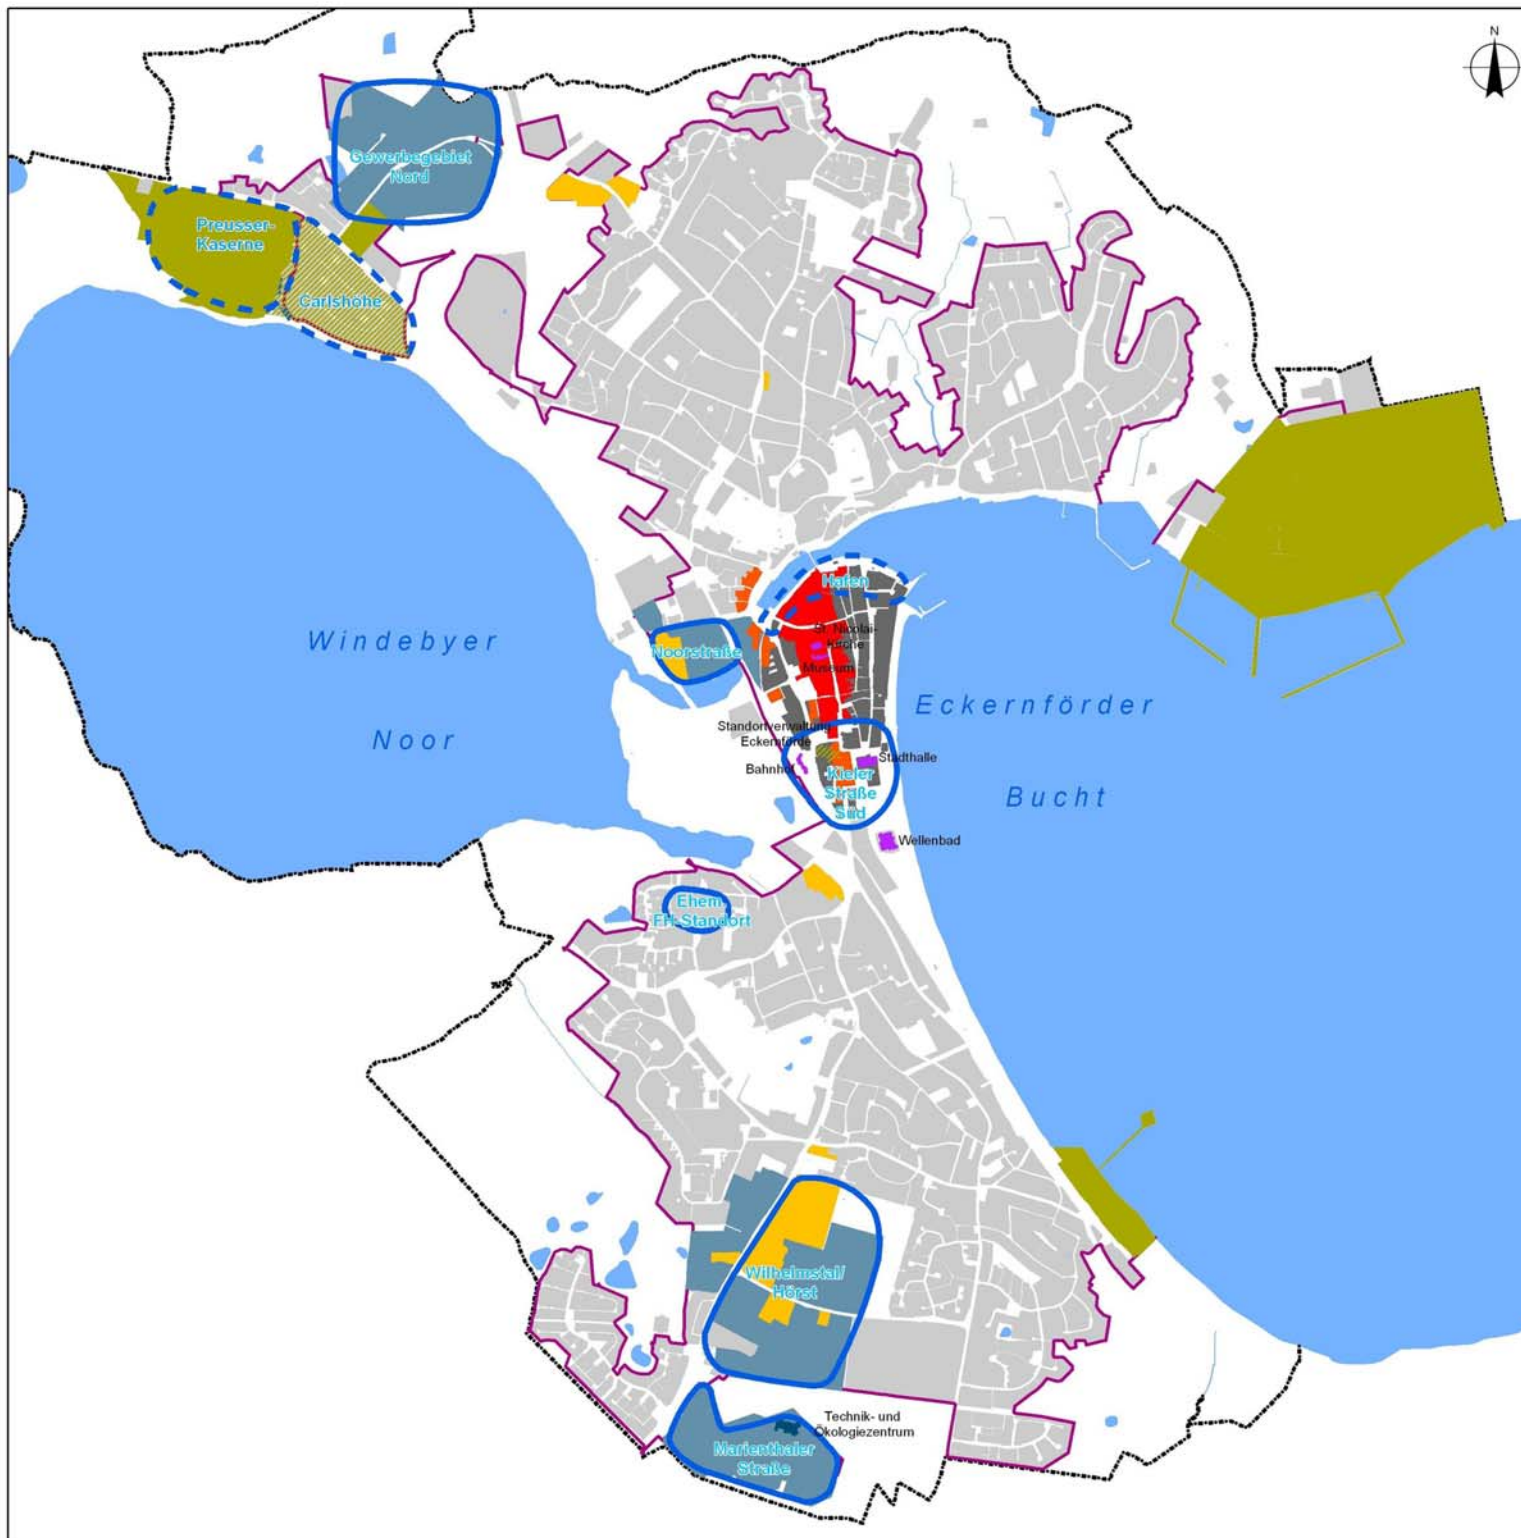 N
Gewerbegebiet
Nord
Preusser-
Kaserne
Carlshöhe
Hafen
St. Nicolai-
Kirche
Windebyer
Noorstraße
Museum
Eckernförder
Standortverwaltung
Eckernförde
Noor
Stadthalle
Bahnhof
Kieler
Straße
Süd
Bucht
Wellenbad
Ehem.
FH-Standort
Wilhelmstal/
Hörst
Technik- und
Ökologiezentrum
Marienthaler
Straße